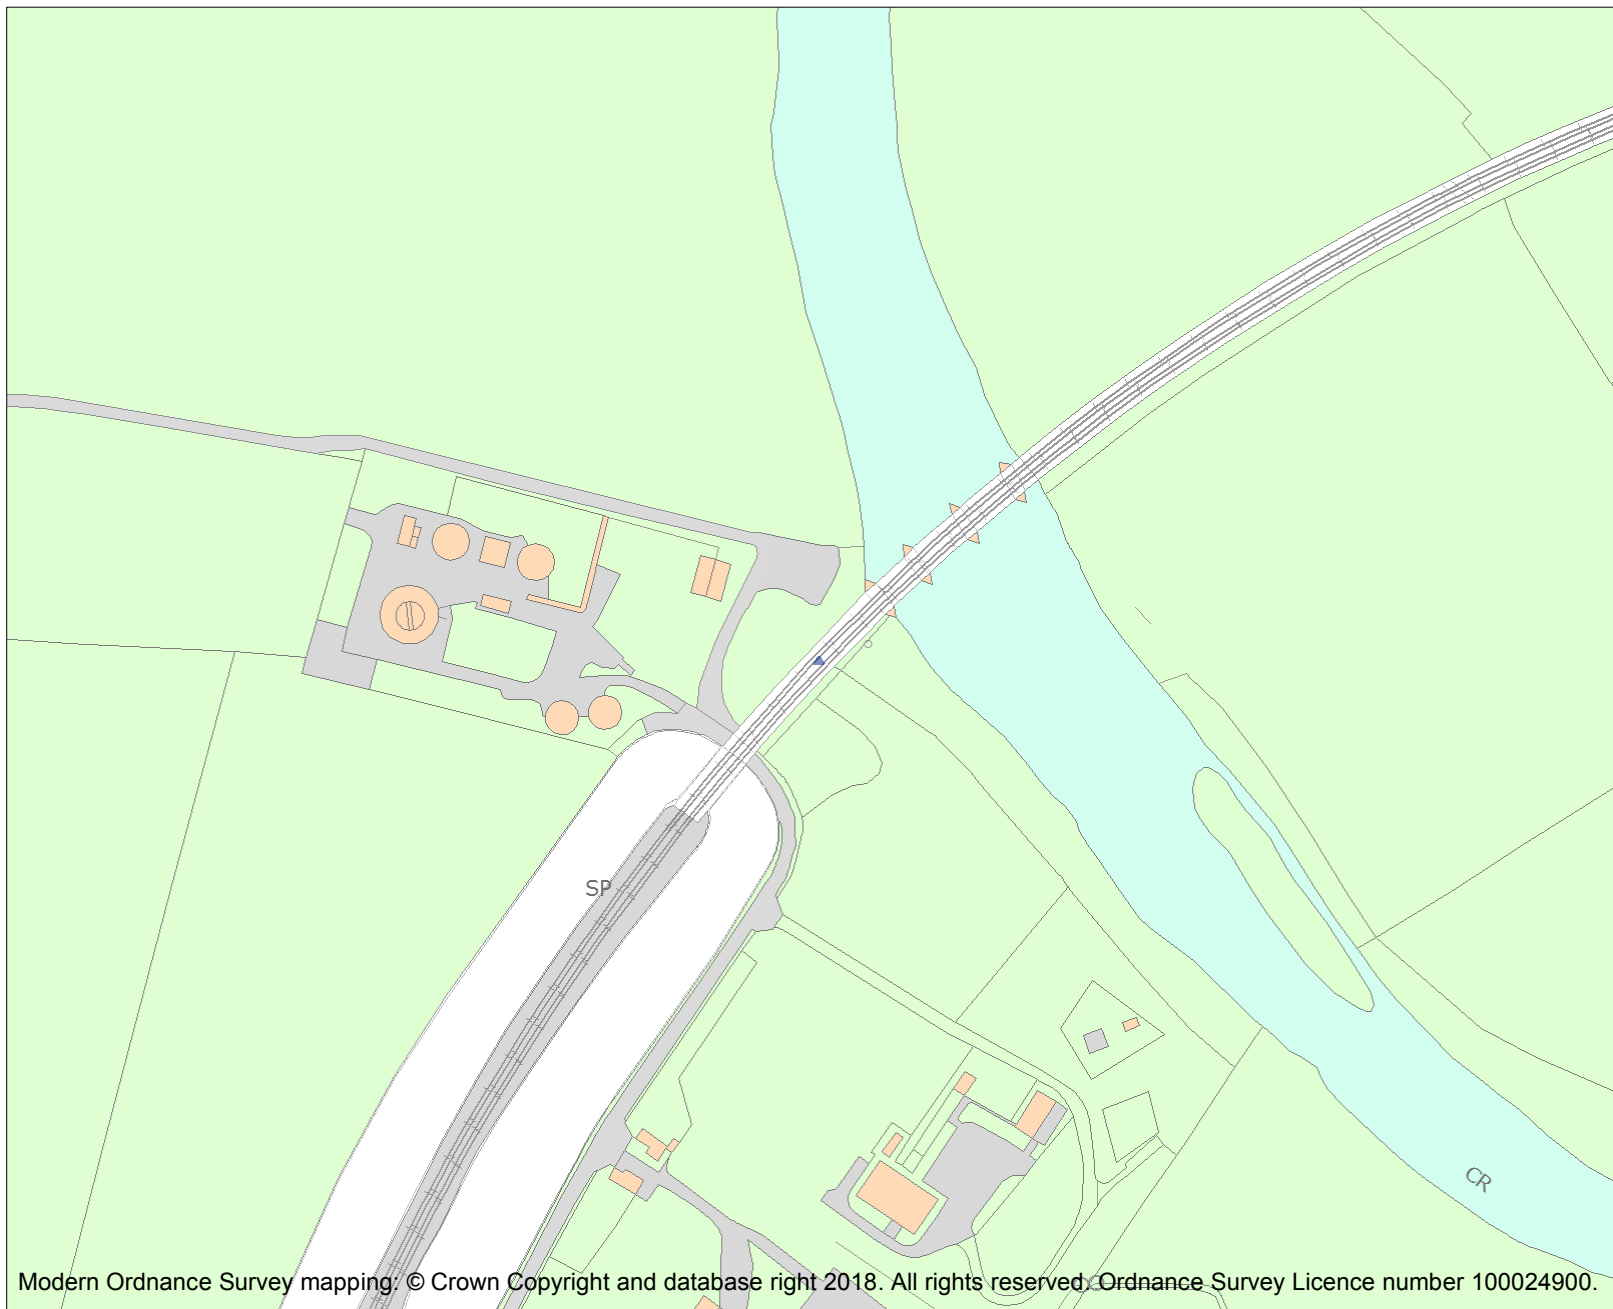 SP
CR
Modern Ordnance Survey mapping: © Crown Copyright and database right 2018. All rights reserved. Ordnance Survey Licence number 100024900.